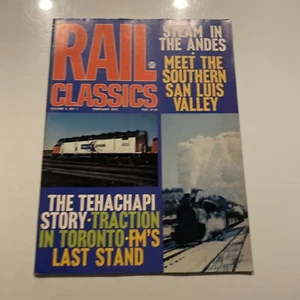 RAIL
CLASSICS
STEAM IN
THE ANDES
MEET THE
SOUTHERN
SAN LUIS
VALLEY
THE TEHACHAPI
STORY·TRACTION
IN TORONTO·FM'S
LAST STAND